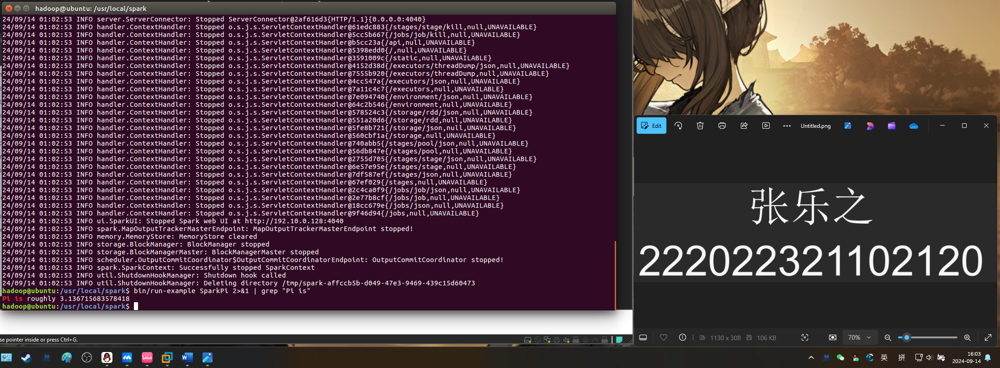 hadoop@ubuntu: /usr/local/spark
24/09/14 01:02:53 INFO server.ServerConnector: Stopped ServerConnector@2af616d3{HTTP/1.1}{0.0.0.0:4040}
24/09/14 01:02:53 INFO handler.ContextHandler: Stopped o.s.j.s.ServletContextHandler@61edc883{/stages/stage/kill,null,UNAVAILABLE}
24/09/14 01:02:53 INFO handler.ContextHandler: Stopped o.s.j.s.ServletContextHandler@5cc5b667{/jobs/job/kill,null,UNAVAILABLE}
24/09/14 01:02:53 INFO handler.ContextHandler: Stopped o.s.j.s.ServletContextHandler@b5cc23a{/api,null,UNAVAILABLE}
24/09/14 01:02:53 INFO handler.ContextHandler: Stopped o.s.j.s.ServletContextHandler@5398edd0{/,null,UNAVAILABLE}
24/09/14 01:02:53 INFO handler.ContextHandler: Stopped o.s.j.s.ServletContextHandler@3591009c{/static,null,UNAVAILABLE}
24/09/14 01:02:53 INFO handler.ContextHandler: Stopped o.s.j.s.ServletContextHandler@4152d38d{/executors/threadDump/json,null,UNAVAILABLE}
24/09/14 01:02:53 INFO handler.ContextHandler: Stopped o.s.j.s.ServletContextHandler@7555b920{/executors/threadDump,null,UNAVAILABLE}
24/09/14 01:02:53 INFO handler.ContextHandler: Stopped o.s.j.s.ServletContextHandler@4cc547a{/executors/json,null,UNAVAILABLE}
24/09/14 01:02:53 INFO handler.ContextHandler: Stopped o.s.j.s.ServletContextHandler@7a11c4c7{/executors,null,UNAVAILABLE}
24/09/14 01:02:53 INFO handler.ContextHandler: Stopped o.s.j.s.ServletContextHandler@7e094740{/environment/json,null,UNAVAILABLE}
24/09/14 01:02:53 INFO handler.ContextHandler: Stopped o.s.j.s.ServletContextHandler@64c2b546{/environment,null,UNAVAILABLE}
24/09/14 01:02:53 INFO handler.ContextHandler: Stopped o.s.j.s.ServletContextHandler@578524c3{/storage/rdd/json,null,UNAVAILABLE}
24/09/14 01:02:53 INFO handler.ContextHandler: Stopped o.s.j.s.ServletContextHandler@551a20d6{/storage/rdd,null,UNAVAILABLE}
24/09/14 01:02:53 INFO handler.ContextHandler: Stopped o.s.j.s.ServletContextHandler@5fe8b721{/storage/json,null,UNAVAILABLE}
24/09/14 01:02:53 INFO handler.ContextHandler: Stopped o.s.j.s.ServletContextHandler@560cbf1a{/storage,null,UNAVAILABLE}
24/09/14 01:02:53 INFO handler.ContextHandler: Stopped o.s.j.s.ServletContextHandler@740abb5{/stages/pool/json,null,UNAVAILABLE}
24/09/14 01:02:53 INFO handler.ContextHandler: Stopped o.s.j.s.ServletContextHandler@56db847e{/stages/pool,null,UNAVAILABLE}
24/09/14 01:02:53 INFO handler.ContextHandler: Stopped o.s.j.s.ServletContextHandler@2755d705{/stages/stage/json,null,UNAVAILABLE}
24/09/14 01:02:53 INFO handler.ContextHandler: Stopped o.s.j.s.ServletContextHandler@6e57e95e{/stages/stage,null,UNAVAILABLE}
24/09/14 01:02:53 INFO handler.ContextHandler: Stopped o.s.j.s.ServletContextHandler@7df587ef{/stages/json,null,UNAVAILABLE}
24/09/14 01:02:53 INFO handler.ContextHandler: Stopped o.s.j.s.ServletContextHandler@67ef029{/stages,null,UNAVAILABLE}
24/09/14 01:02:53 INFO handler.ContextHandler: Stopped o.s.j.s.ServletContextHandler@2c4ca0f9{/jobs/job/json,null,UNAVAILABLE}
24/09/14 01:02:53 INFO handler.ContextHandler: Stopped o.s.j.s.ServletContextHandler@2e77b8cf{/jobs/job,null,UNAVAILABLE}
24/09/14 01:02:53 INFO handler.ContextHandler: Stopped o.s.j.s.ServletContextHandler@18cc679e{/jobs/json,null,UNAVAILABLE}
24/09/14 01:02:53 INFO handler.ContextHandler: Stopped o.s.j.s.ServletContextHandler@9f46d94{/jobs,null,UNAVAILABLE}
24/09/14 01:02:53 INFO ui.SparkUI: Stopped Spark web UI at http://192.10.0.128:4040
24/09/14 01:02:53 INFO spark.MapOutputTrackerMasterEndpoint: MapOutputTrackerMasterEndpoint stopped!
24/09/14 01:02:53 INFO memory.MemoryStore: MemoryStore cleared
24/09/14 01:02:53 INFO storage.BlockManager: BlockManager stopped
24/09/14 01:02:53 INFO storage.BlockManagerMaster: BlockManagerMaster stopped
24/09/14 01:02:53 INFO scheduler.OutputCommitCoordinator$OutputCommitCoordinatorEndpoint: OutputCommitCoordinator stopped!
24/09/14 01:02:53 INFO spark.SparkContext: Successfully stopped SparkContext
24/09/14 01:02:53 INFO util.ShutdownHookManager: Shutdown hook called
24/09/14 01:02:53 INFO util.ShutdownHookManager: Deleting directory /tmp/spark-affccb5b-d049-47e3-9469-439c15d60473
hadoop@ubuntu:/usr/local/spark$ bin/run-example SparkPi 2>&1 | grep "Pi is"
Pi is roughly 3.136715683578418
hadoop@ubuntu:/usr/local/spark$
se pointer inside or press Ctrl+G.
Edit
Untitled.png
张乐之
222022321102120
1130 x 308
106 KB
70%
英
拼
16:03
2024-09-14